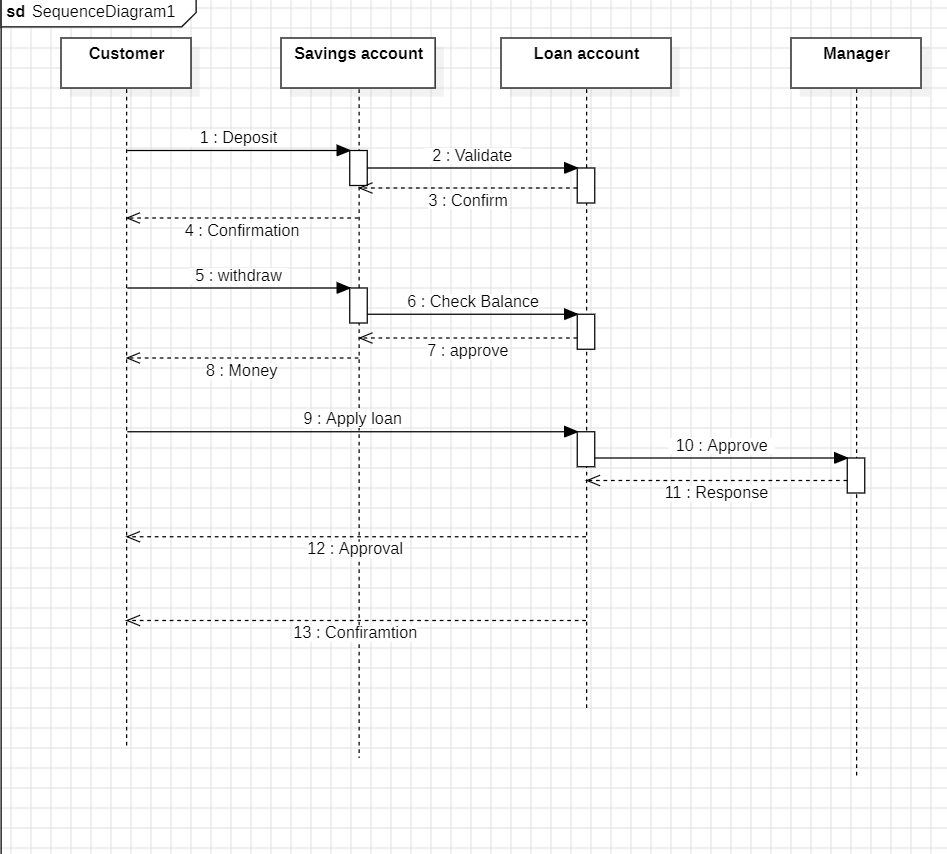 sd SequenceDiagram1
Customer
Savings account
Loan account
Manager
1 : Deposit
2 : Validate
3 : Confirm
4 : Confirmation
5 : withdraw
6 : Check Balance
7 : approve
8 : Money
9 : Apply loan
10 : Approve
11 : Response
12 : Approval
13 : Confiramtion